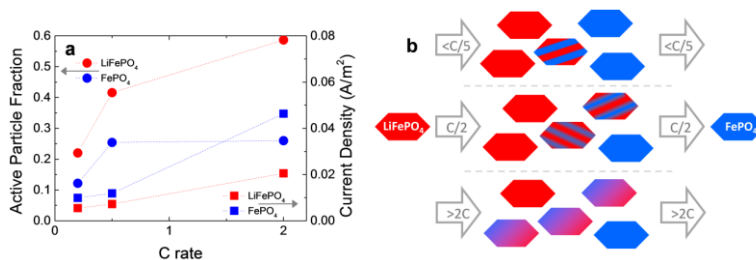 a
LiFePO₄
FePO₄
LiFePO₄
FePO₄
0.6
0.5
0.4
0.3
0.2
0.1
0.0
0.08
0.06
0.04
0.02
0.00
0
1
2
Active Particle Fraction
Current Density (A/m²)
C rate
b
<C/5
<C/5
LiFePO₄
C/2
C/2
FePO₄
>2C
>2C